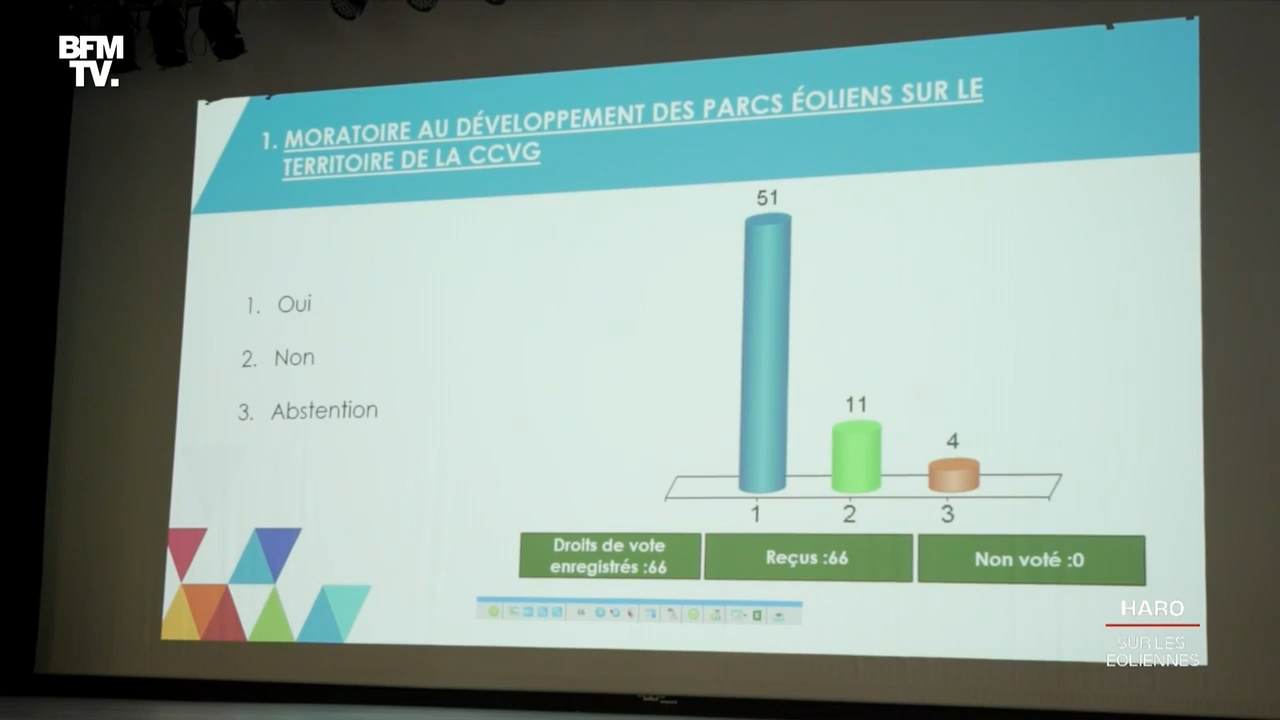 BFM
TV.
1. MORATOIRE AU DÉVELOPPEMENT DES PARCS ÉOLIENS SUR LE
TERRITOIRE DE LA CCVG
51
1. Oui
2. Non
3. Abstention
11
4
1
2
3
Droits de vote
enregistrés :66
Reçus :66
Non voté :0
HARO
SUR LES
EOLIENNES